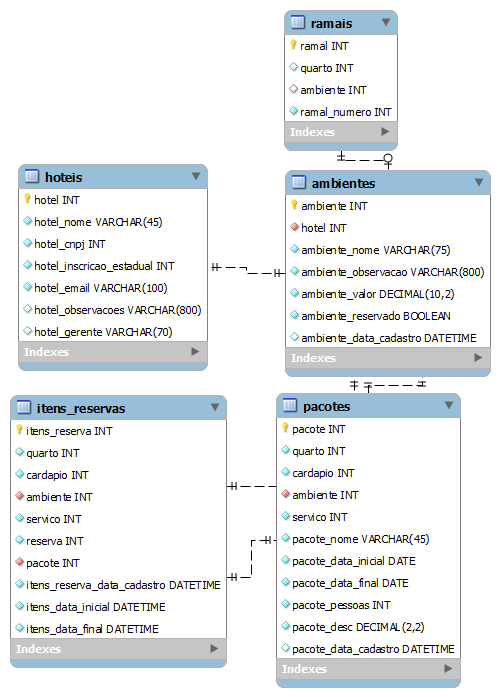 ramais
ramal INT
quarto INT
ambiente INT
ramal_numero INT
Indexes
hoteis
hotel INT
hotel_nome VARCHAR(45)
hotel_cnpj INT
hotel_inscricao_estadual INT
hotel_email VARCHAR(100)
hotel_observacoes VARCHAR(800)
hotel_gerente VARCHAR(70)
Indexes
ambientes
ambiente INT
hotel INT
ambiente_nome VARCHAR(75)
ambiente_observacao VARCHAR(800)
ambiente_valor DECIMAL(10,2)
ambiente_reservado BOOLEAN
ambiente_data_cadastro DATETIME
Indexes
itens_reservas
itens_reserva INT
quarto INT
cardapio INT
ambiente INT
servico INT
reserva INT
pacote INT
itens_reserva_data_cadastro DATETIME
itens_data_inicial DATETIME
itens_data_final DATETIME
Indexes
pacotes
pacote INT
quarto INT
cardapio INT
ambiente INT
servico INT
pacote_nome VARCHAR(45)
pacote_data_inicial DATE
pacote_data_final DATE
pacote_pessoas INT
pacote_desc DECIMAL(2,2)
pacote_data_cadastro DATETIME
Indexes